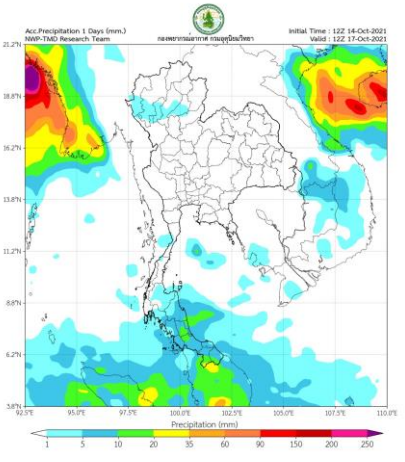 Acc.Precipitation 1 Days (mm.)
NWP-TMD Research Team
กองพยากรณ์อากาศ กรมอุตุนิยมวิทยา
Initial Time : 12Z 14-Oct-2021
Valid : 12Z 17-Oct-2021
21.2°N
18.8°N
16.2°N
13.8°N
11.2°N
8.8°N
6.2°N
3.8°N
92.5°E 95.0°E 97.5°E 100.0°E 102.5°E 105.0°E 107.5°E 110.0°E
Precipitation (mm)
1 5 10 20 35 60 90 150 200 250